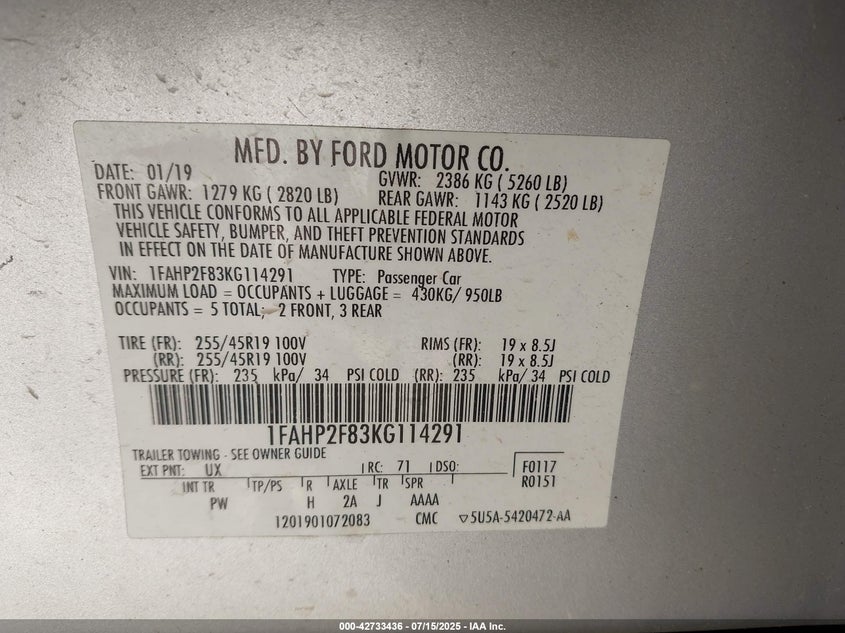 MFD. BY FORD MOTOR CO.
DATE: 01/19 GVWR: 2386 KG ( 5260 LB)
FRONT GAWR: 1279 KG ( 2820 LB) REAR GAWR: 1143 KG ( 2520 LB)
THIS VEHICLE CONFORMS TO ALL APPLICABLE FEDERAL MOTOR
VEHICLE SAFETY, BUMPER, AND THEFT PREVENTION STANDARDS
IN EFFECT ON THE DATE OF MANUFACTURE SHOWN ABOVE.
VIN: 1FAHP2F83KG114291 TYPE: Passenger Car
MAXIMUM LOAD = OCCUPANTS + LUGGAGE = 430KG/ 950LB
OCCUPANTS = 5 TOTAL; 2 FRONT, 3 REAR
TIRE (FR): 255/45R19 100V RIMS (FR): 19 x 8.5J
(RR): 255/45R19 100V (RR): 19 x 8.5J
PRESSURE (FR): 235 kPa/ 34 PSI COLD (RR): 235 kPa/ 34 PSI COLD
1FAHP2F83KG114291
TRAILER TOWING - SEE OWNER GUIDE
EXT PNT: UX RC: 71 DSO: F0117
R0151
INT TR TP/PS R AXLE TR SPR
PW H 2A J AAAA
1201901072083 CMC ▽5U5A-5420472-AA
000-42733436 - 07/15/2025 - IAA Inc.